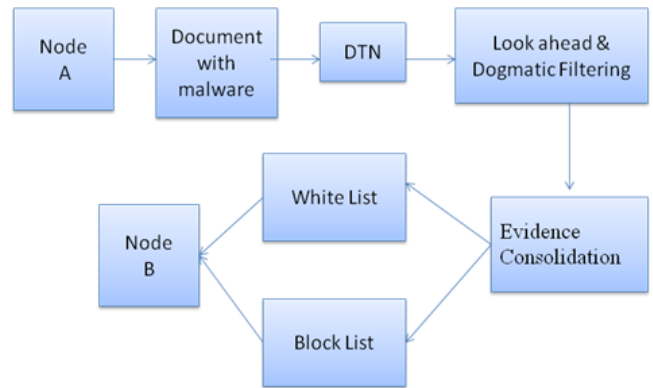 Node
A
Document
with
malware
DTN
Look ahead &
Dogmatic Filtering
White List
Evidence
Consolidation
Node
B
Block List